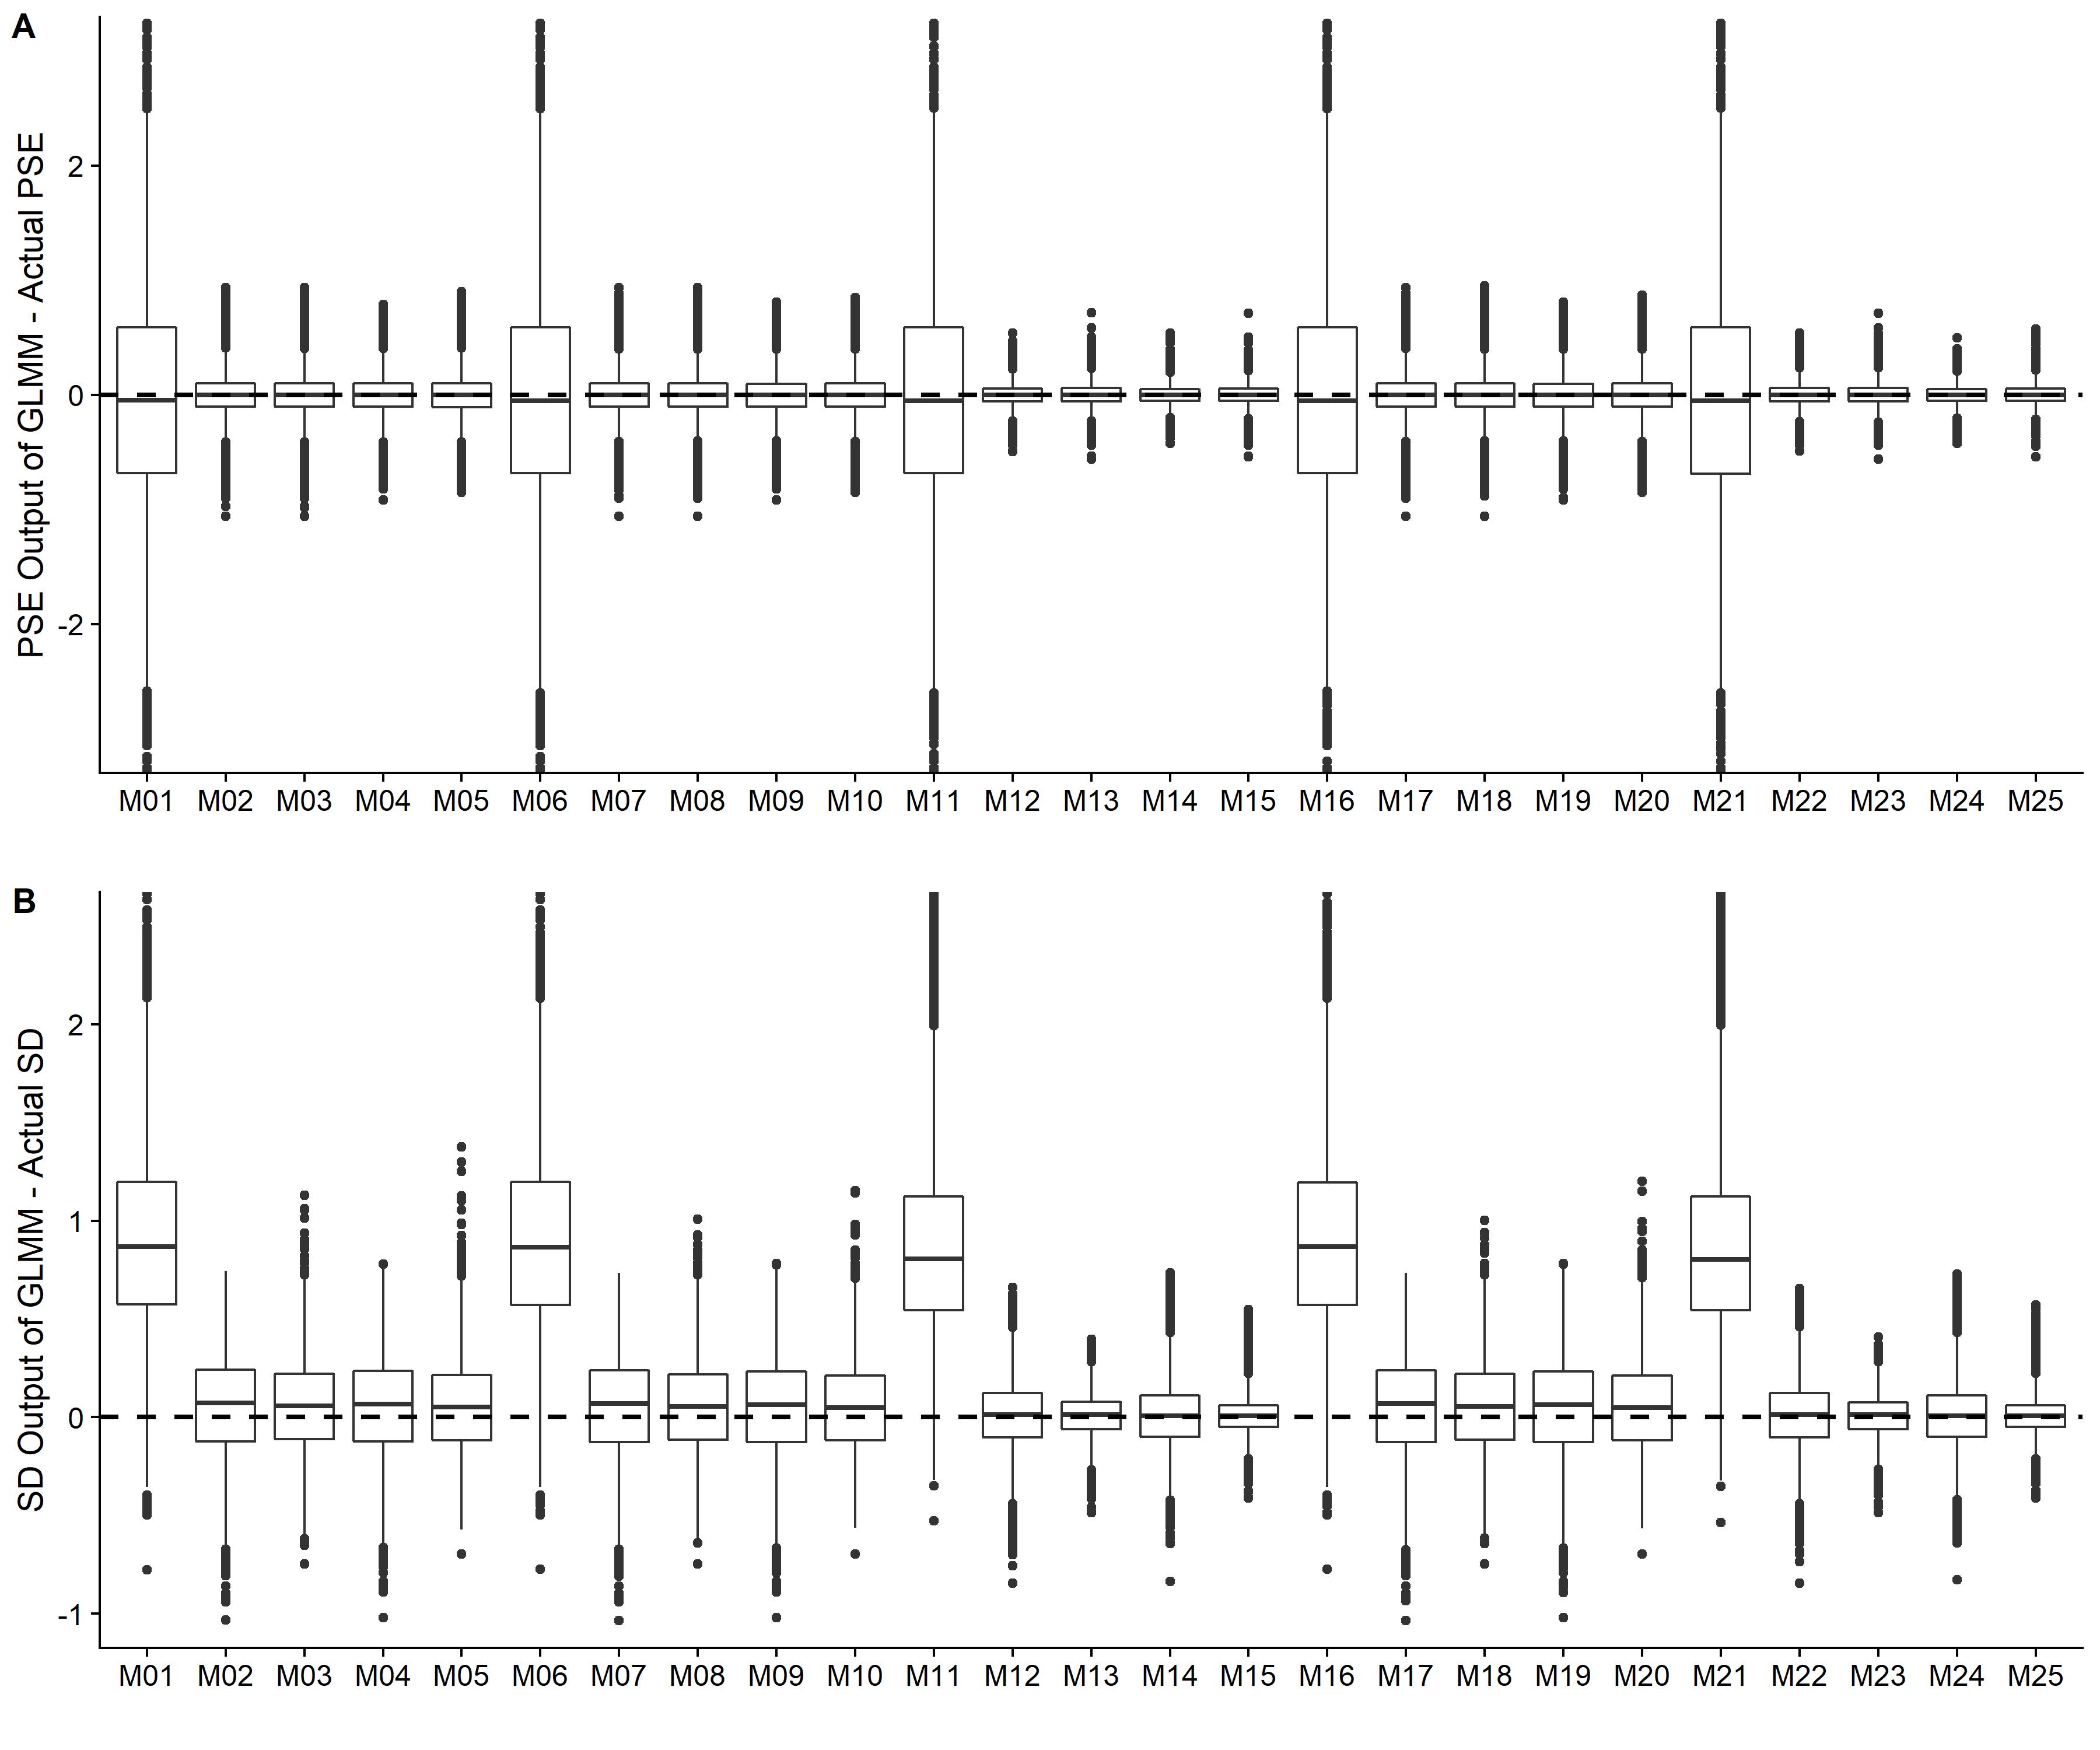 A
PSE Output of GLMM - Actual PSE
2
0
-2
M01 M02 M03 M04 M05 M06 M07 M08 M09 M10 M11 M12 M13 M14 M15 M16 M17 M18 M19 M20 M21 M22 M23 M24 M25
B
SD Output of GLMM - Actual SD
2
1
0
-1
M01 M02 M03 M04 M05 M06 M07 M08 M09 M10 M11 M12 M13 M14 M15 M16 M17 M18 M19 M20 M21 M22 M23 M24 M25